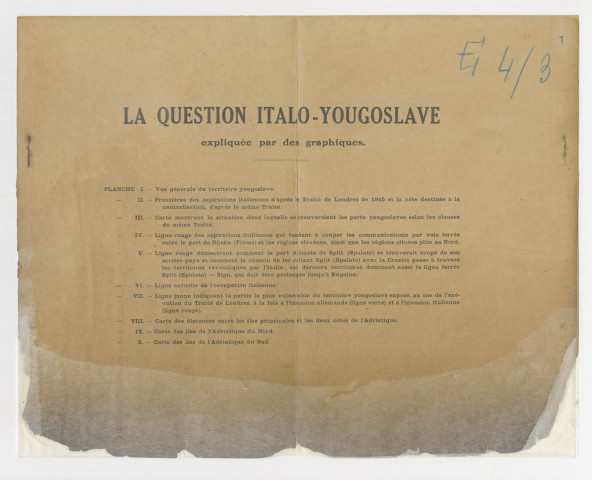 E1 4/3
LA QUESTION ITALO-YOUGOSLAVE
expliquée par des graphiques.
PLANCHE. I. — Vue générale du territoire yougoslave.
— II. — Frontières des aspirations italiennes d'après le Traité de Londres de 1915 et la côte destinée à la
neutralisation, d'après le même Traité
— III. — Carte montrant la situation dans laquelle se trouveraient les ports yougoslaves selon les clauses
du même Traité.
— IV. — Ligne rouge des aspirations italiennes qui tendent à couper les communications par voie ferrée
entre le port de Rijeka (Fiume) et les régions slovènes, ainsi que les régions situées plus au Nord.
— V. — Ligne rouge démontrant comment le port dalmate de Split (Spalato) se trouverait coupé de son
arrière-pays et comment le chemin de fer reliant Split (Spalato) avec la Croatie passe à travers
les territoires revendiqués par l'Italie; ces derniers territoires dominent aussi la ligne ferrée
Split (Spalato) — Sign, qui doit être prolongée jusqu'à Bugojno.
— VI. — Ligne actuelle de l'occupation italienne.
— VII. — Ligne jaune indiquant la partie la plus vulnérable du territoire yougoslave exposé, au cas de l'exé-
cution du Traité de Londres, à la fois à l'invasion allemande (ligne verte) et à l'invasion italienne
(ligne rouge).
— VIII. — Carte des distances entre les îles principales et les deux côtes de l'Adriatique.
— IX. — Carte des îles de l'Adriatique du Nord.
— X. — Carte des îles de l'Adriatique du Sud.